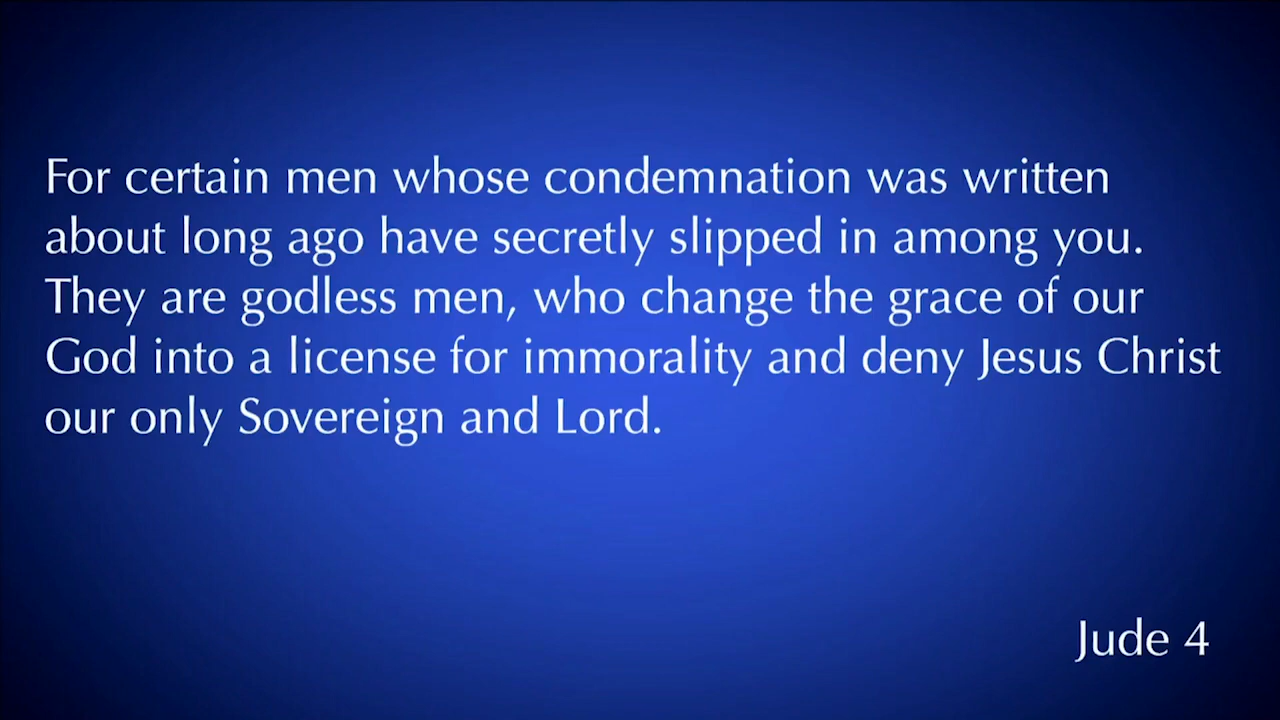 For certain men whose condemnation was written
about long ago have secretly slipped in among you.
They are godless men, who change the grace of our
God into a license for immorality and deny Jesus Christ
our only Sovereign and Lord.
Jude 4